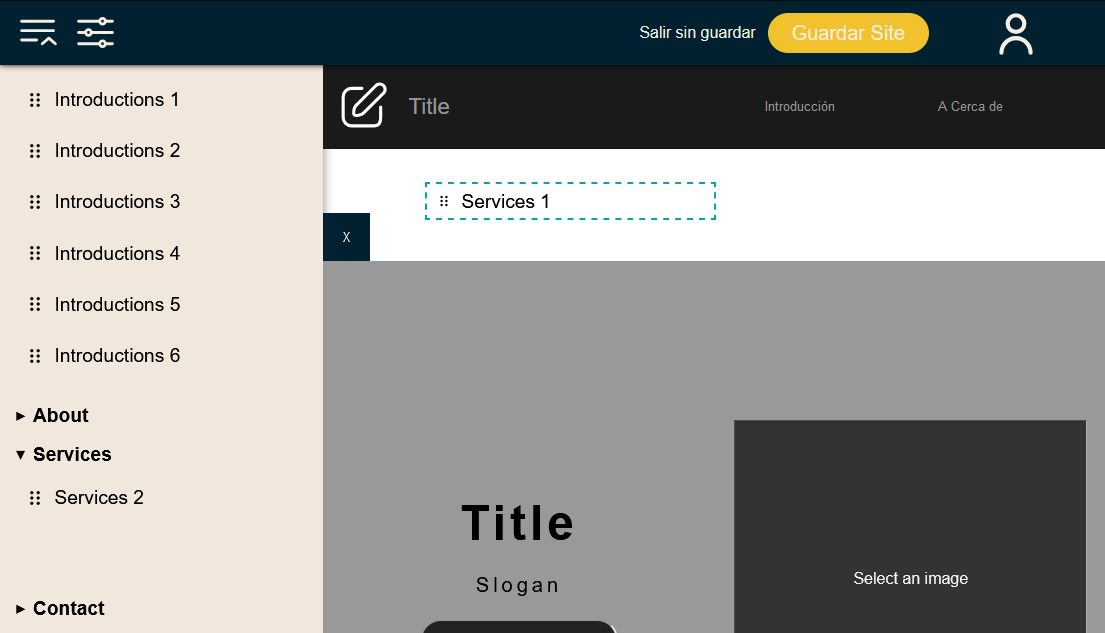 Salir sin guardar
Guardar Site
Introductions 1
Introductions 2
Introductions 3
Introductions 4
Introductions 5
Introductions 6
About
Services
Services 2
Contact
Title
Introducción
A Cerca de
Services 1
X
Title
Slogan
Select an image